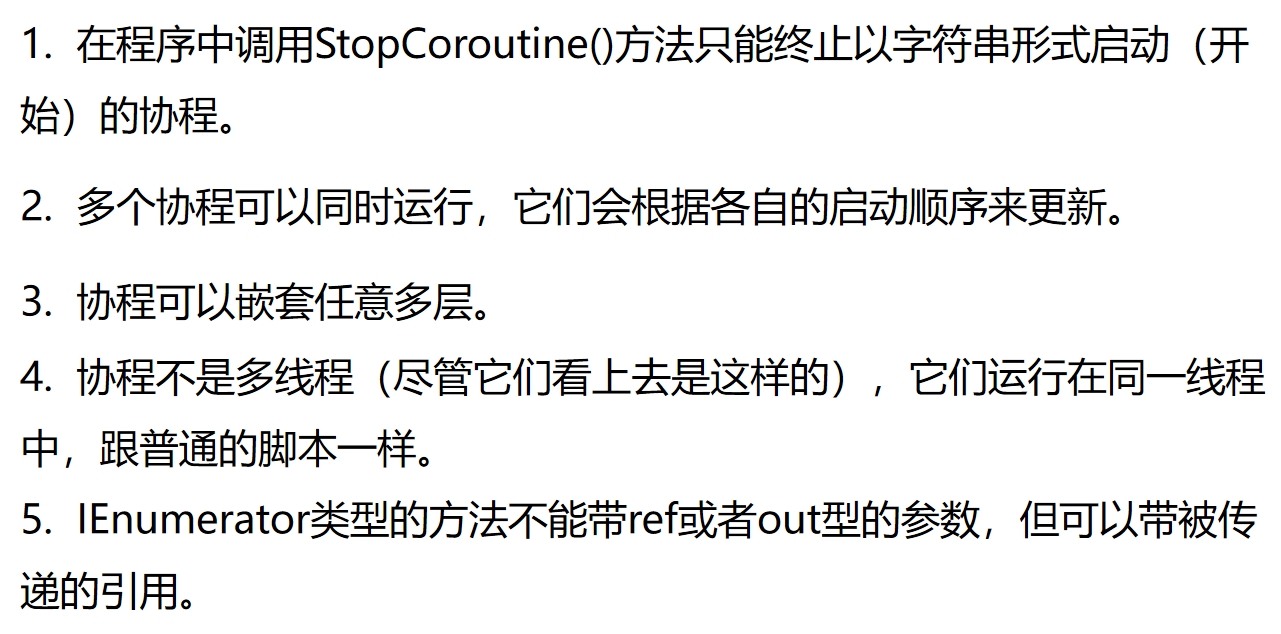 1.  在程序中调用StopCoroutine()方法只能终止以字符串形式启动（开
始）的协程。
2.  多个协程可以同时运行，它们会根据各自的启动顺序来更新。
3.  协程可以嵌套任意多层。
4.  协程不是多线程（尽管它们看上去是这样的），它们运行在同一线程
中，跟普通的脚本一样。
5.  IEnumerator类型的方法不能带ref或者out型的参数，但可以带被传
递的引用。